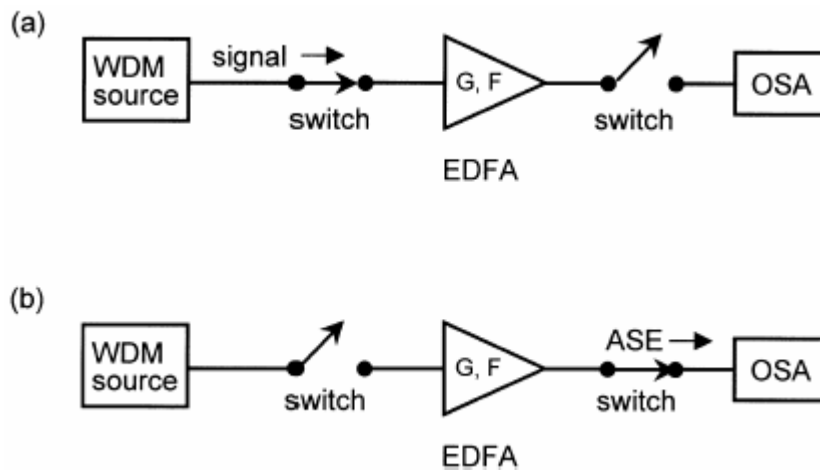 (a)
WDM
source
signal
switch
G, F
EDFA
switch
OSA
(b)
WDM
source
switch
G, F
EDFA
ASE
switch
OSA